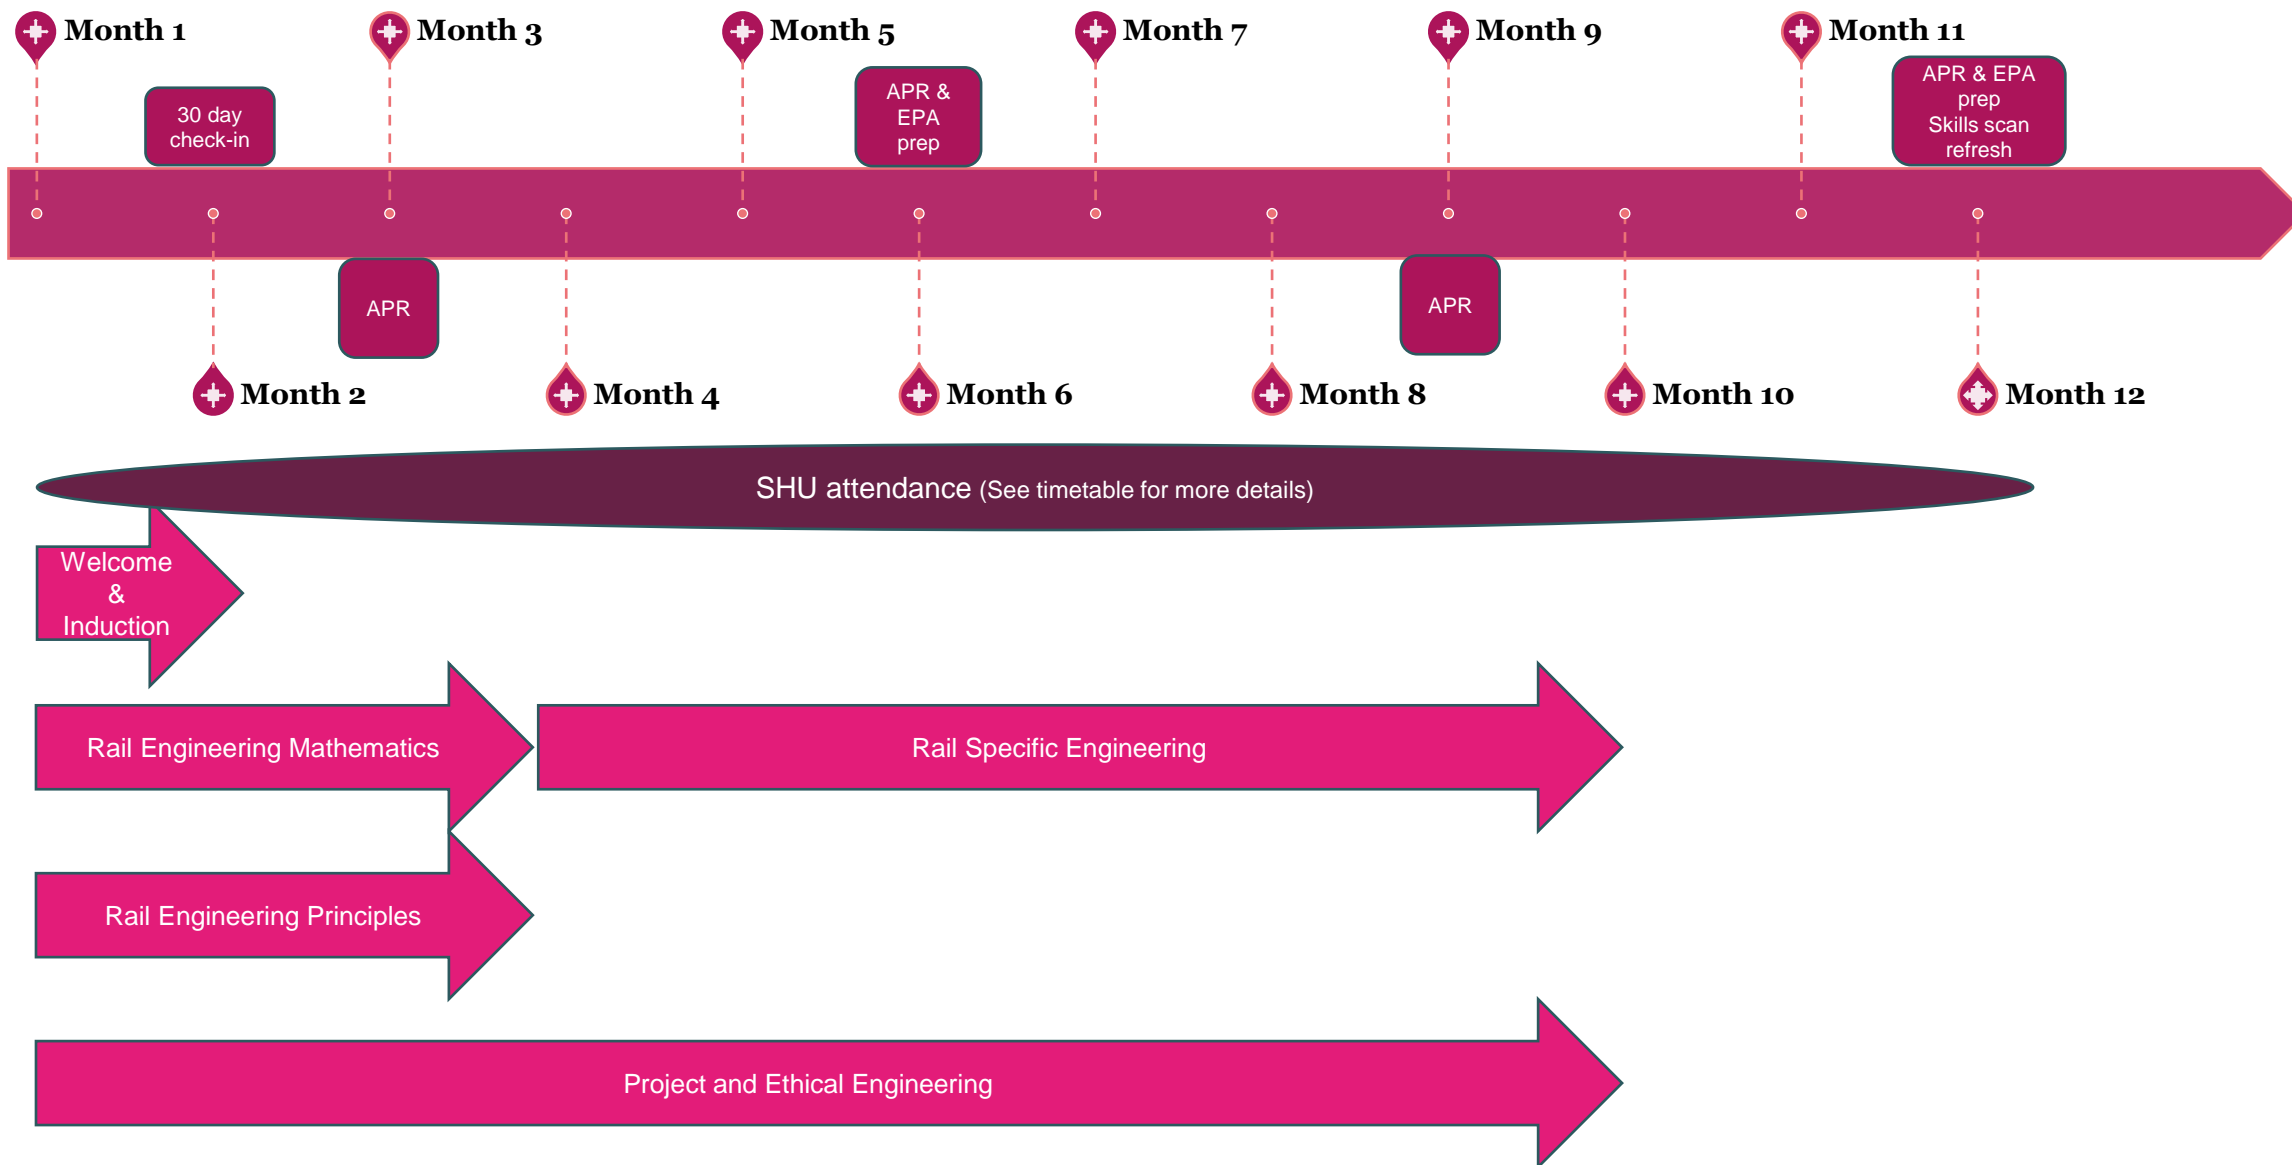 Month 1
Month 3
Month 5
Month 7
Month 9
Month 11
30 day
check-in
APR &
EPA
prep
APR & EPA
prep
Skills scan
refresh
APR
APR
Month 2
Month 4
Month 6
Month 8
Month 10
Month 12
SHU attendance (See timetable for more details)
Welcome
&
Induction
Rail Engineering Mathematics
Rail Specific Engineering
Rail Engineering Principles
Project and Ethical Engineering